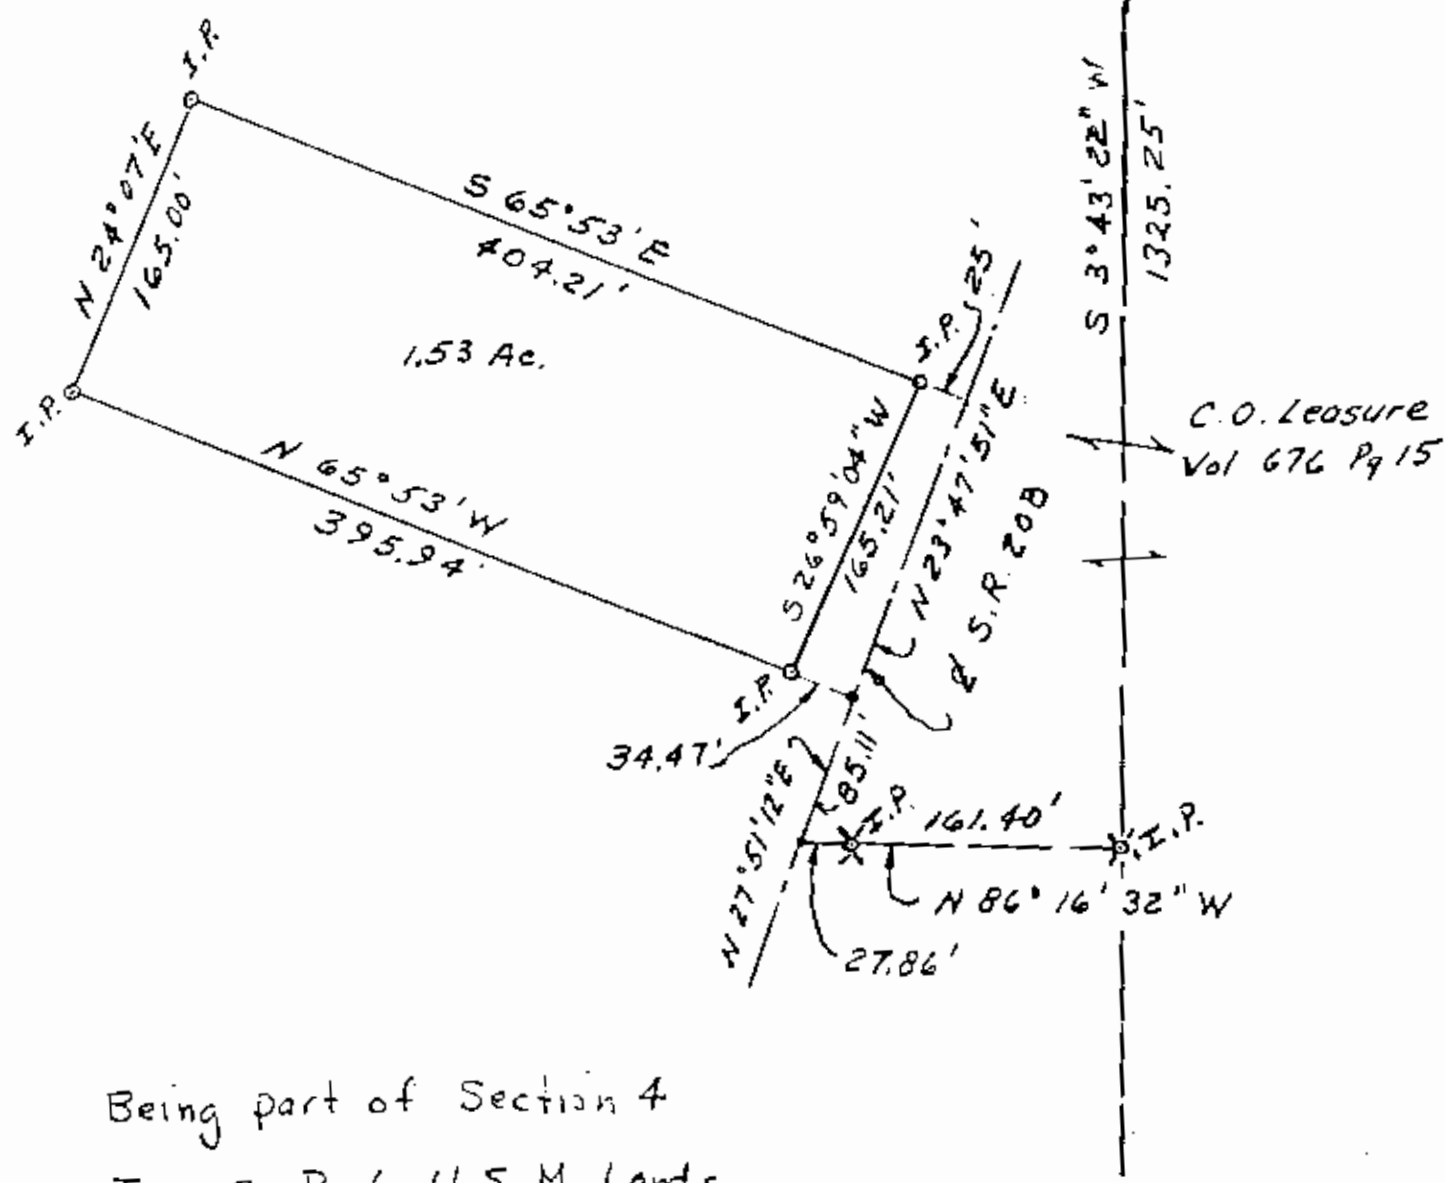 I.P.
S 3°43'22" W
1325.25'
N 24°07'E
165.00'
S 65°53'E
404.21'
25'
I.P.
1.53 Ac.
I.P.
N 65°53'W
395.94'
S 26°59'04" W
165.21'
N 23°47'51"E
C.O. Leasure
Vol 676 Pg 15
℄ S.R. 208
I.P.
34.47'
N 27°51'12"E
85.11'
I.P.
161.40'
I.P.
N 86°16'32" W
27.86'
Being part of Section 4
U.S.M. Lands